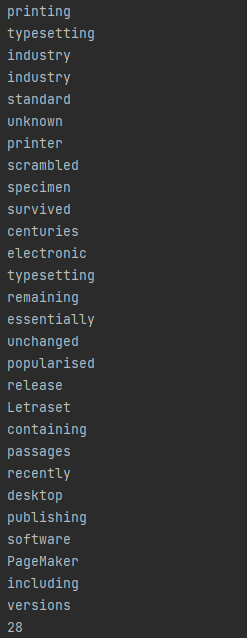 printing
typesetting
industry
industry
standard
unknown
printer
scrambled
specimen
survived
centuries
electronic
typesetting
remaining
essentially
unchanged
popularised
release
Letraset
containing
passages
recently
desktop
publishing
software
PageMaker
including
versions
28